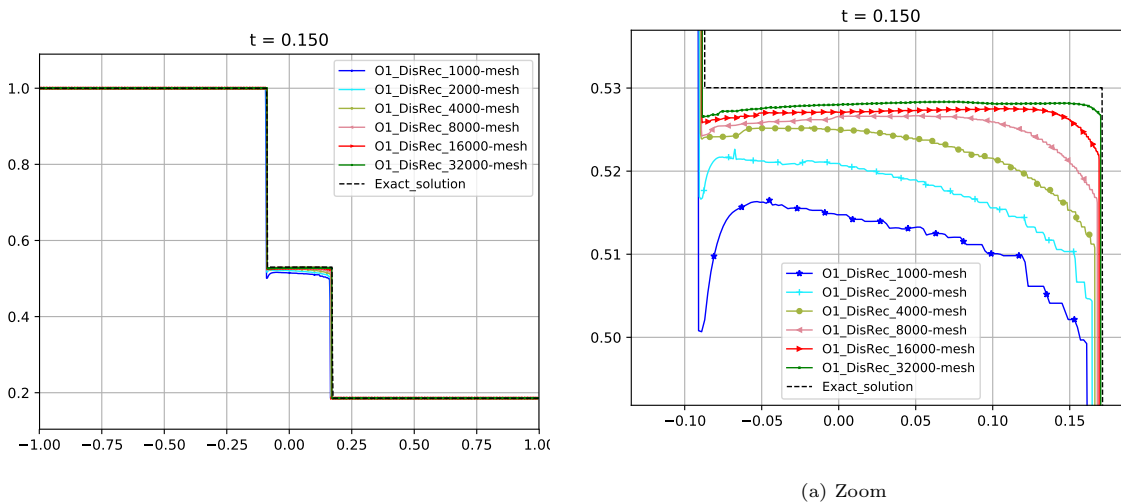 t = 0.150
1.0
0.8
0.6
0.4
0.2
−1.00
−0.75
−0.50
−0.25
0.00
0.25
0.50
0.75
1.00
O1_DisRec_1000-mesh
O1_DisRec_2000-mesh
O1_DisRec_4000-mesh
O1_DisRec_8000-mesh
O1_DisRec_16000-mesh
O1_DisRec_32000-mesh
Exact_solution
t = 0.150
0.53
0.52
0.51
0.50
−0.10
−0.05
0.00
0.05
0.10
0.15
O1_DisRec_1000-mesh
O1_DisRec_2000-mesh
O1_DisRec_4000-mesh
O1_DisRec_8000-mesh
O1_DisRec_16000-mesh
O1_DisRec_32000-mesh
Exact_solution
(a) Zoom